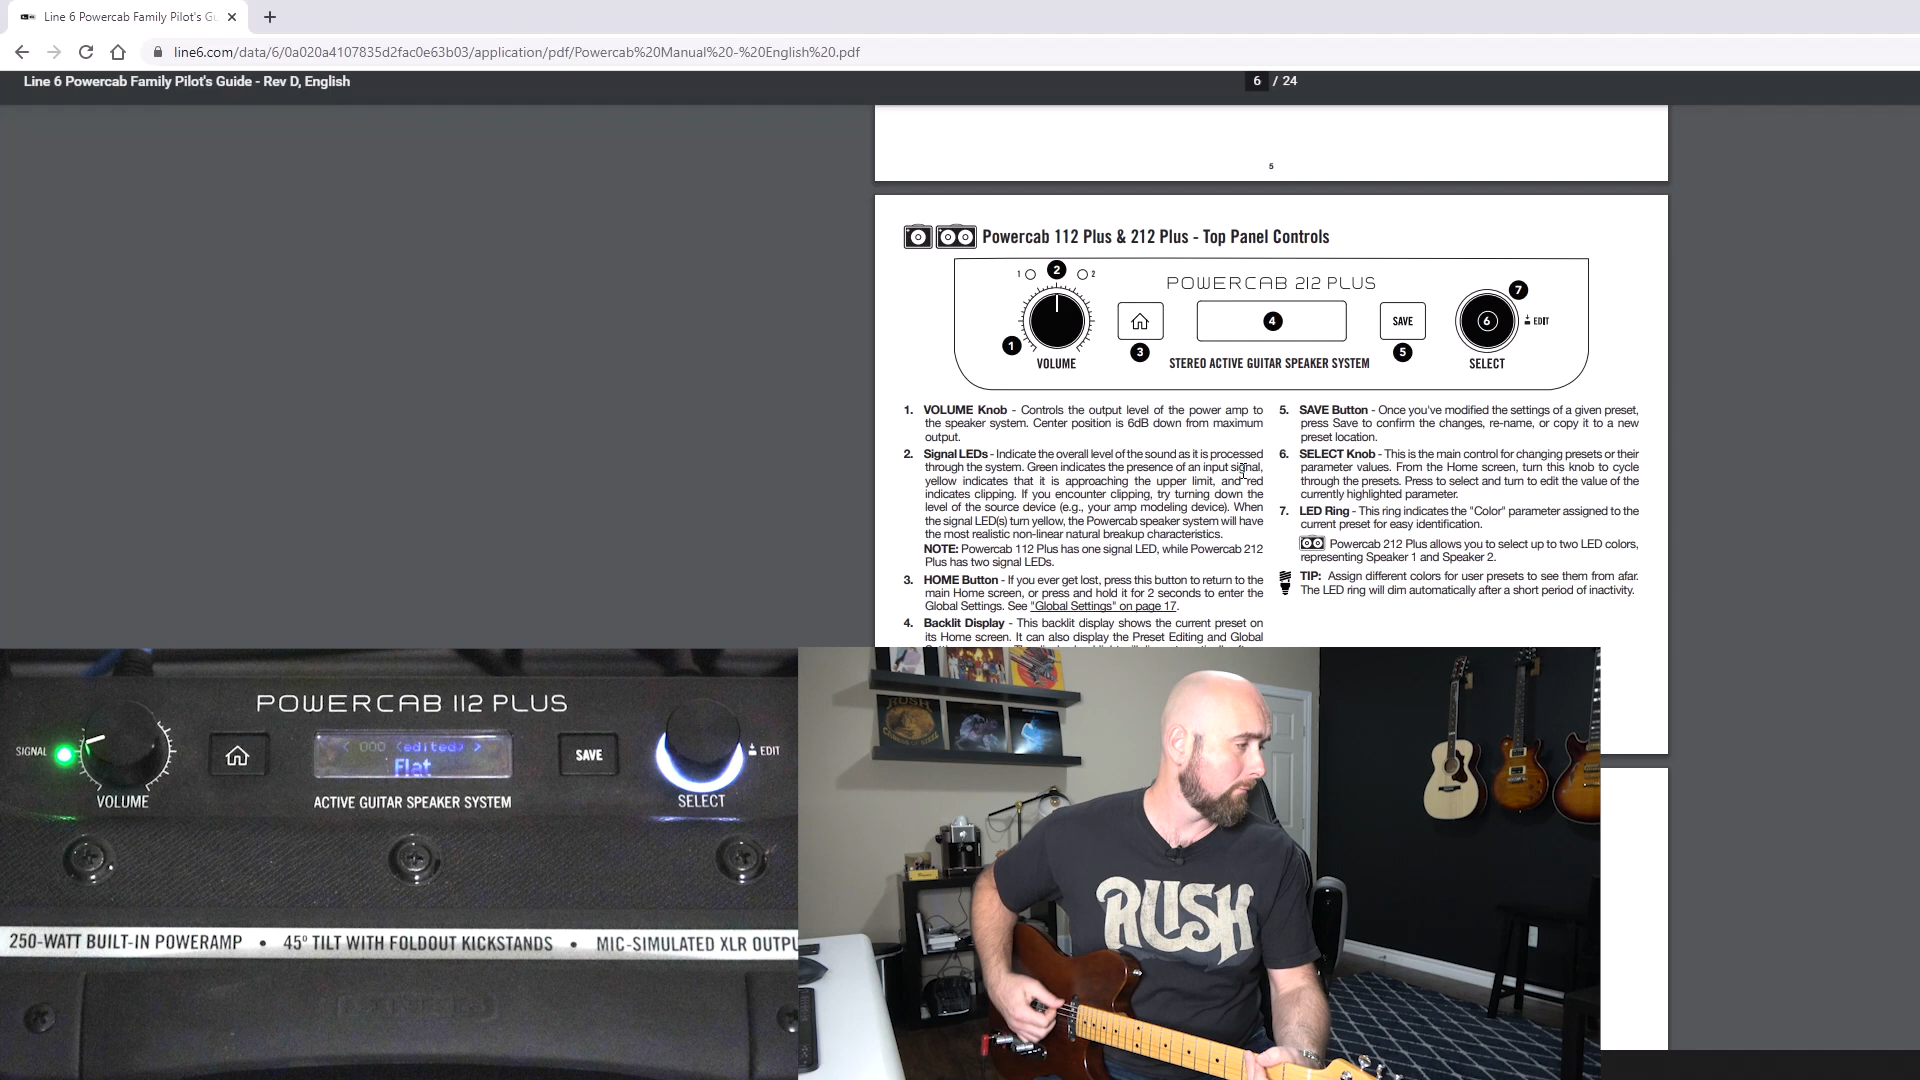 Line 6 Powercab Family Pilot's Gu
line6.com/data/6/0a020a4107835d2fac0e63b03/application/pdf/Powercab%20Manual%20-%20English%20.pdf
Line 6 Powercab Family Pilot's Guide - Rev D, English
6 / 24
5
Powercab 112 Plus & 212 Plus - Top Panel Controls
1 2 2
POWERCAB 212 PLUS
7
4
SAVE
6
EDIT
1
3
5
VOLUME
STEREO ACTIVE GUITAR SPEAKER SYSTEM
SELECT
1. VOLUME Knob - Controls the output level of the power amp to
the speaker system. Center position is 6dB down from maximum
output.
2. Signal LEDs - Indicate the overall level of the sound as it is processed
through the system. Green indicates the presence of an input signal,
yellow indicates that it is approaching the upper limit, and red
indicates clipping. If you encounter clipping, try turning down the
level of the source device (e.g., your amp modeling device). When
the signal LED(s) turn yellow, the Powercab speaker system will have
the most realistic non-linear natural breakup characteristics.
NOTE: Powercab 112 Plus has one signal LED, while Powercab 212
Plus has two signal LEDs.
3. HOME Button - If you ever get lost, press this button to return to the
main Home screen, or press and hold it for 2 seconds to enter the
Global Settings. See "Global Settings" on page 17.
4. Backlit Display - This backlit display shows the current preset on
its Home screen. It can also display the Preset Editing and Global
5. SAVE Button - Once you've modified the settings of a given preset,
press Save to confirm the changes, re-name, or copy it to a new
preset location.
6. SELECT Knob - This is the main control for changing presets or their
parameter values. From the Home screen, turn this knob to cycle
through the presets. Press to select and turn to edit the value of the
currently highlighted parameter.
7. LED Ring - This ring indicates the "Color" parameter assigned to the
current preset for easy identification.
Powercab 212 Plus allows you to select up to two LED colors,
representing Speaker 1 and Speaker 2.
TIP: Assign different colors for user presets to see them from afar.
The LED ring will dim automatically after a short period of inactivity.
POWERCAB 112 PLUS
SIGNAL
< 000 <edited> >
Flat
SAVE
EDIT
VOLUME
ACTIVE GUITAR SPEAKER SYSTEM
SELECT
250-WATT BUILT-IN POWERAMP • 45° TILT WITH FOLDOUT KICKSTANDS • MIC-SIMULATED XLR OUTPU
RUSH
RUSH